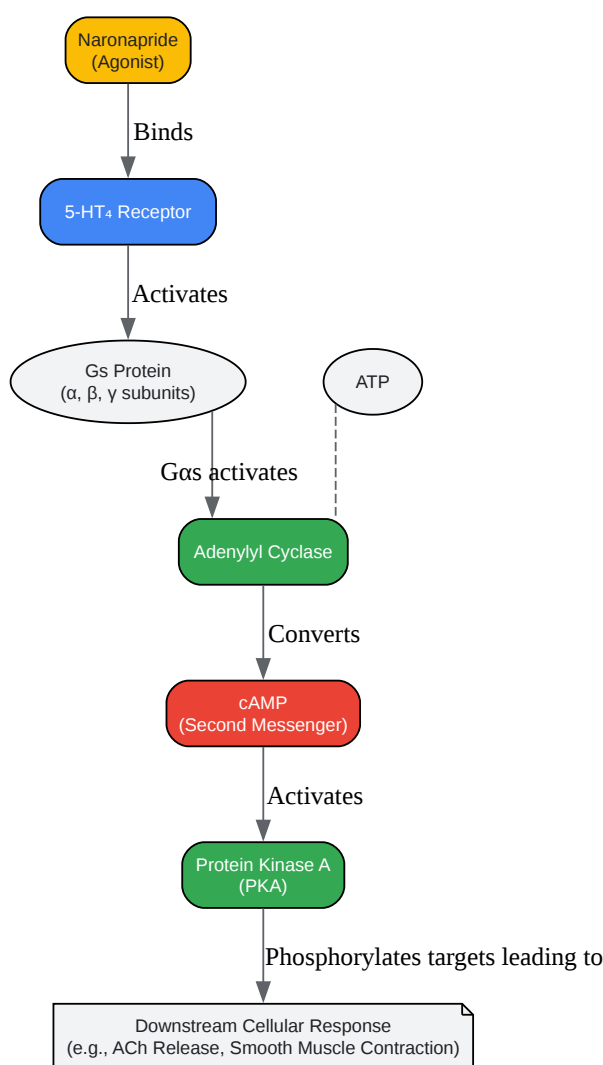 Naronapride
(Agonist)
Binds
5-HT₄ Receptor
Activates
Gs Protein
(α, β, γ subunits)
ATP
Gαs activates
Adenylyl Cyclase
Converts
cAMP
(Second Messenger)
Activates
Protein Kinase A
(PKA)
Phosphorylates targets leading to
Downstream Cellular Response
(e.g., ACh Release, Smooth Muscle Contraction)